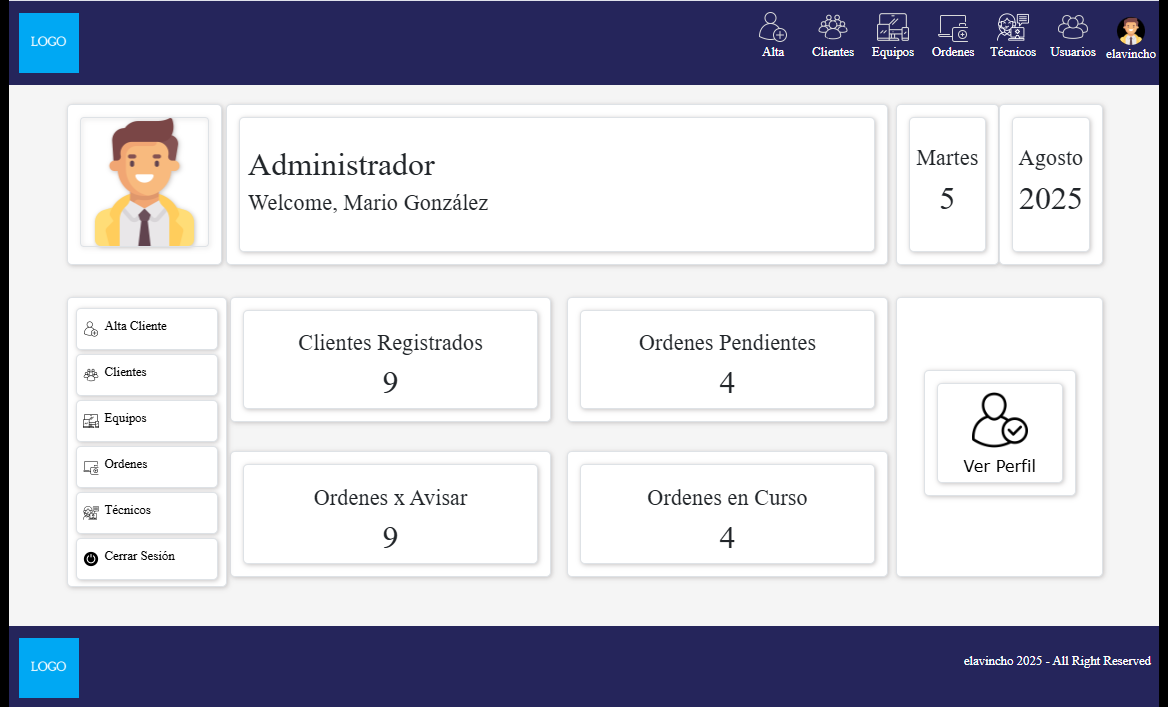 LOGO
Alta
Clientes
Equipos
Ordenes
Técnicos
Usuarios
elavincho
Administrador
Welcome, Mario González
Martes
5
Agosto
2025
Alta Cliente
Clientes
Equipos
Ordenes
Técnicos
Cerrar Sesión
Clientes Registrados
9
Ordenes Pendientes
4
Ordenes x Avisar
9
Ordenes en Curso
4
Ver Perfil
LOGO
elavincho 2025 - All Right Reserved